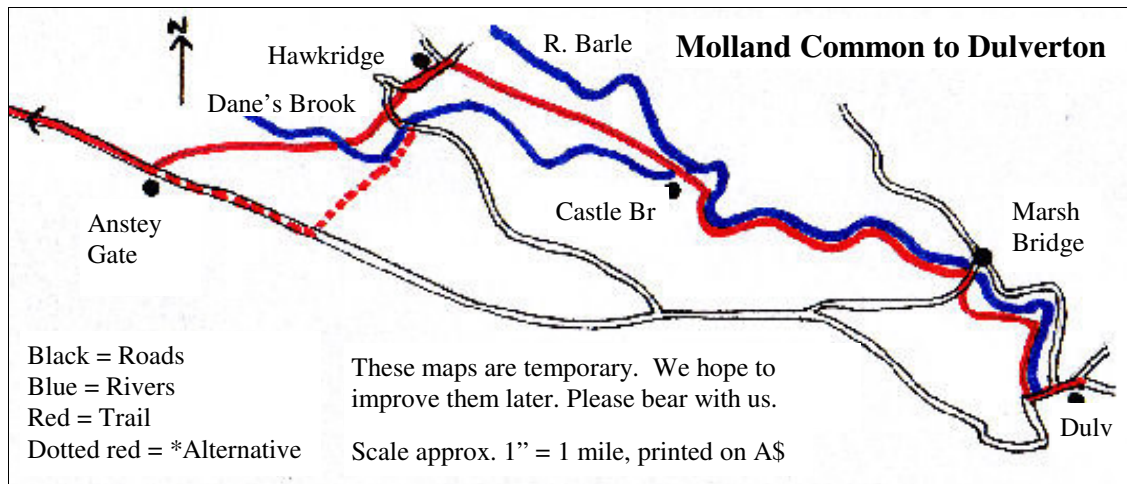 Molland Common to Dulverton
N
R. Barle
Hawkridge
Dane's Brook
Castle Br
Marsh
Bridge
Anstey
Gate
Dulv
Black = Roads
Blue = Rivers
Red = Trail
Dotted red = *Alternative
These maps are temporary.  We hope to
improve them later. Please bear with us.
Scale approx. 1" = 1 mile, printed on A$